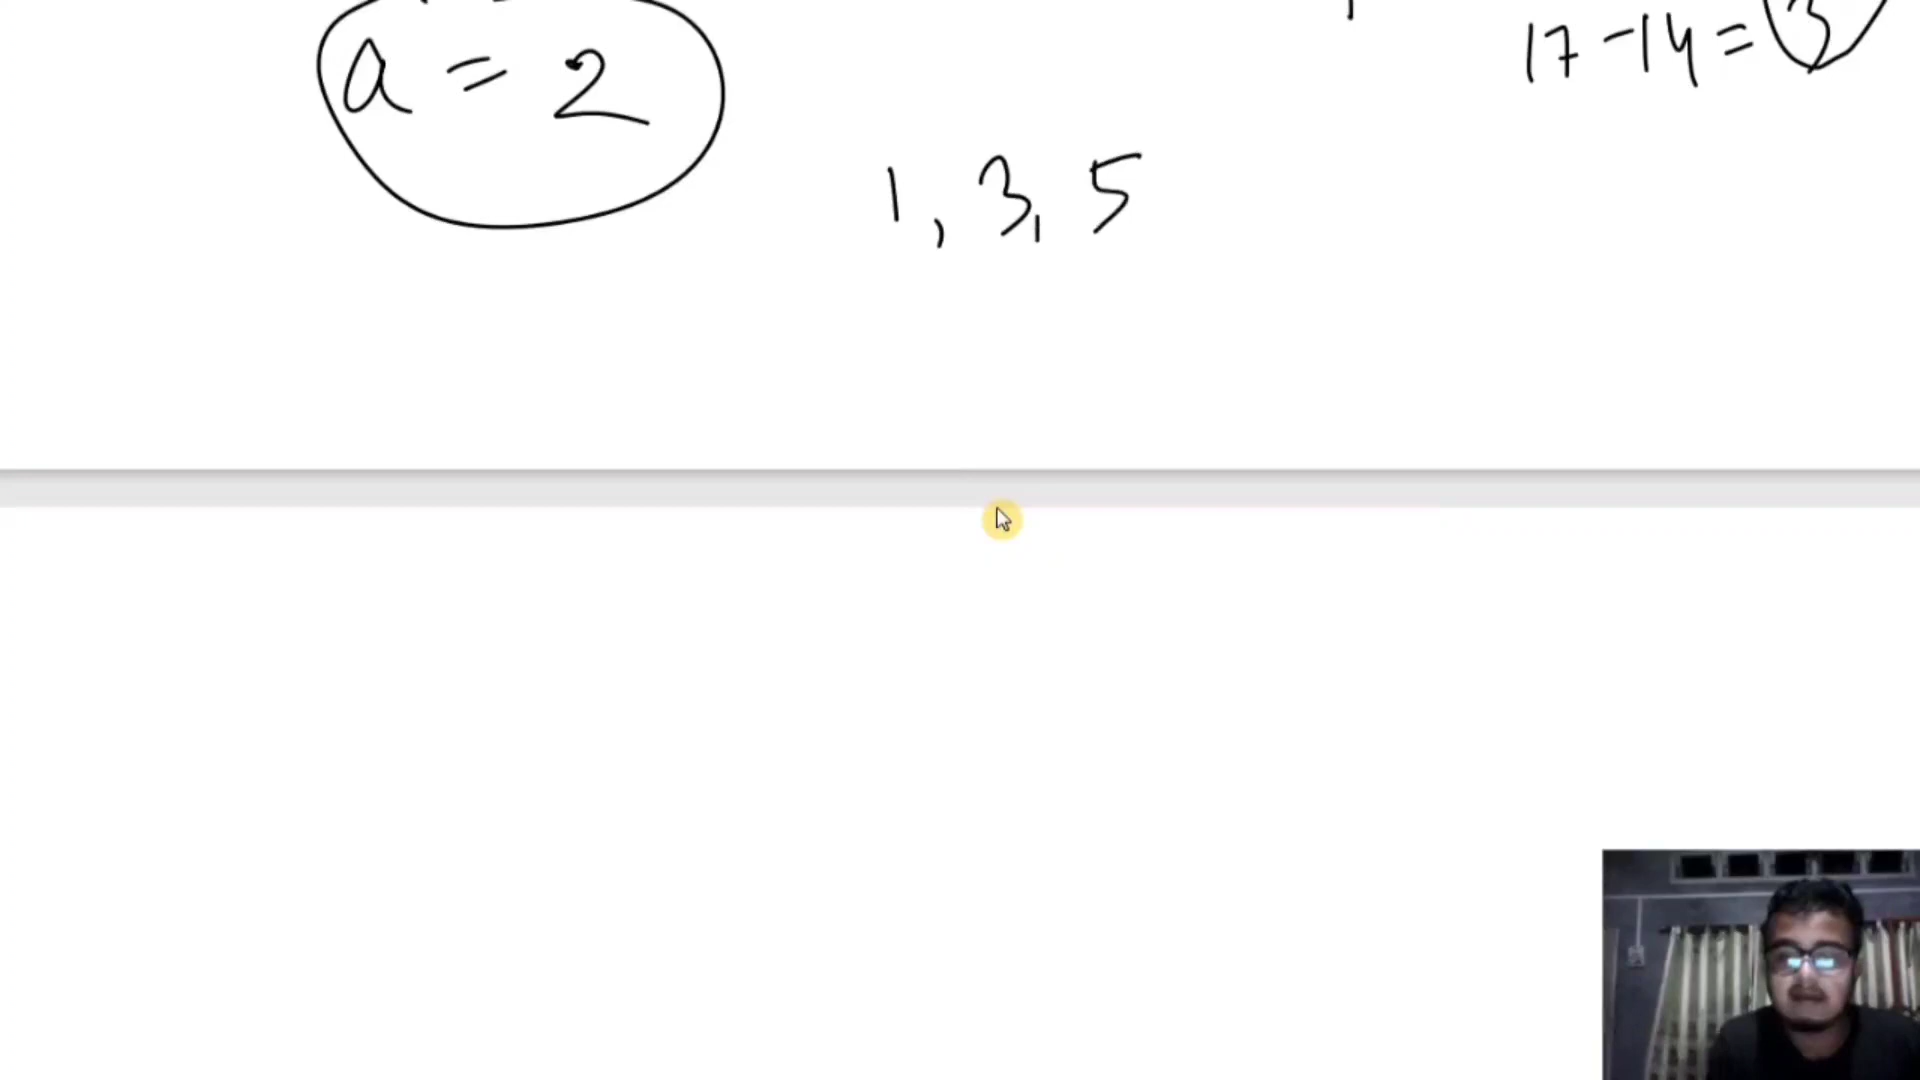 17 - 14 = 3
a = 2
1, 3, 5